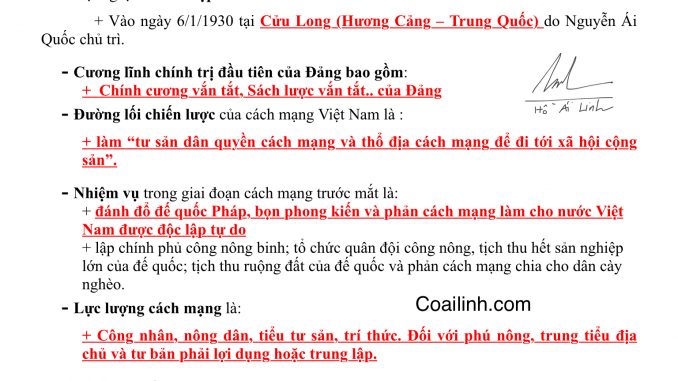 + Vào ngày 6/1/1930 tại Cửu Long (Hương Cảng – Trung Quốc) do Nguyễn Ái
Quốc chủ trì.
- Cương lĩnh chính trị đầu tiên của Đảng bao gồm:
+ Chính cương vắn tắt, Sách lược vắn tắt.. của Đảng
Hồ Ái Linh
- Đường lối chiến lược của cách mạng Việt Nam là :
+ làm “tư sản dân quyền cách mạng và thổ địa cách mạng để đi tới xã hội cộng
sản”.
- Nhiệm vụ trong giai đoạn cách mạng trước mắt là:
+ đánh đổ đế quốc Pháp, bọn phong kiến và phản cách mạng làm cho nước Việt
Nam được độc lập tự do
+ lập chính phủ công nông binh; tổ chức quân đội công nông, tịch thu hết sản nghiệp
lớn của đế quốc; tịch thu ruộng đất của đế quốc và phản cách mạng chia cho dân cày
nghèo.
- Lực lượng cách mạng là:
Coailinh.com
+ Công nhân, nông dân, tiểu tư sản, trí thức. Đối với phú nông, trung tiểu địa
chủ và tư bản phải lợi dụng hoặc trung lập.